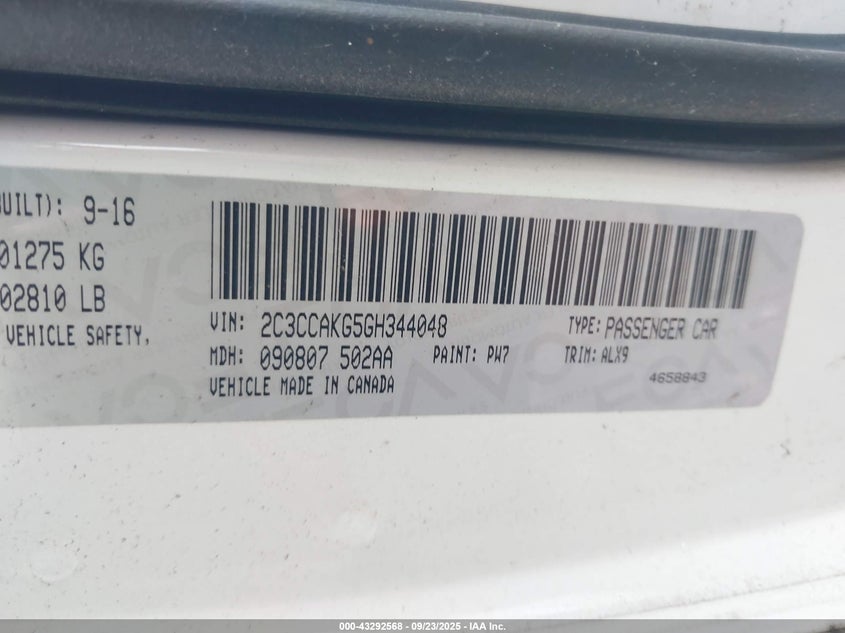 BUILT): 9-16
01275 KG
02810 LB
VEHICLE SAFETY.
VIN: 2C3CCAKG5GH344048 TYPE: PASSENGER CAR
MDH: 090807 502AA PAINT: PW7 TRIM: ALX9
VEHICLE MADE IN CANADA
4658843
000-43292568 - 09/23/2025 - IAA Inc.